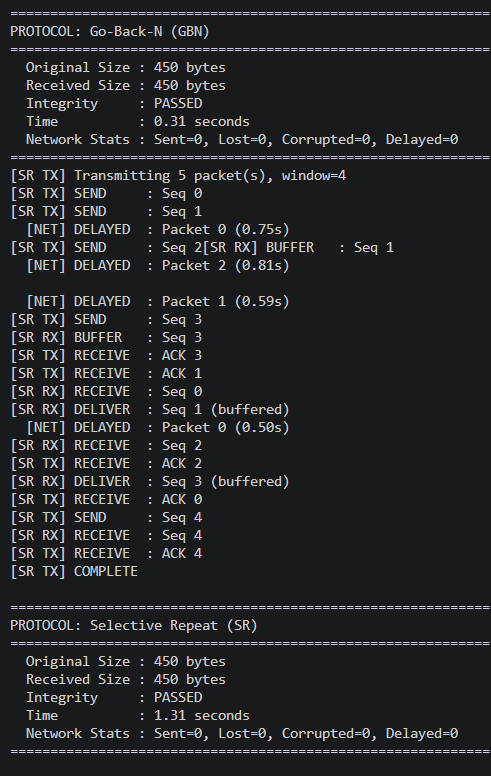 ============================================================
PROTOCOL: Go-Back-N (GBN)
============================================================
  Original Size : 450 bytes
  Received Size : 450 bytes
  Integrity     : PASSED
  Time          : 0.31 seconds
  Network Stats : Sent=0, Lost=0, Corrupted=0, Delayed=0
============================================================
[SR TX] Transmitting 5 packet(s), window=4
[SR TX] SEND     : Seq 0
[SR TX] SEND     : Seq 1
  [NET] DELAYED  : Packet 0 (0.75s)
[SR TX] SEND     : Seq 2[SR RX] BUFFER   : Seq 1
  [NET] DELAYED  : Packet 2 (0.81s)

  [NET] DELAYED  : Packet 1 (0.59s)
[SR TX] SEND     : Seq 3
[SR RX] BUFFER   : Seq 3
[SR TX] RECEIVE  : ACK 3
[SR TX] RECEIVE  : ACK 1
[SR RX] RECEIVE  : Seq 0
[SR RX] DELIVER  : Seq 1 (buffered)
  [NET] DELAYED  : Packet 0 (0.50s)
[SR RX] RECEIVE  : Seq 2
[SR TX] RECEIVE  : ACK 2
[SR RX] DELIVER  : Seq 3 (buffered)
[SR TX] RECEIVE  : ACK 0
[SR TX] SEND     : Seq 4
[SR RX] RECEIVE  : Seq 4
[SR TX] RECEIVE  : ACK 4
[SR TX] COMPLETE

============================================================
PROTOCOL: Selective Repeat (SR)
============================================================
  Original Size : 450 bytes
  Received Size : 450 bytes
  Integrity     : PASSED
  Time          : 1.31 seconds
  Network Stats : Sent=0, Lost=0, Corrupted=0, Delayed=0
============================================================